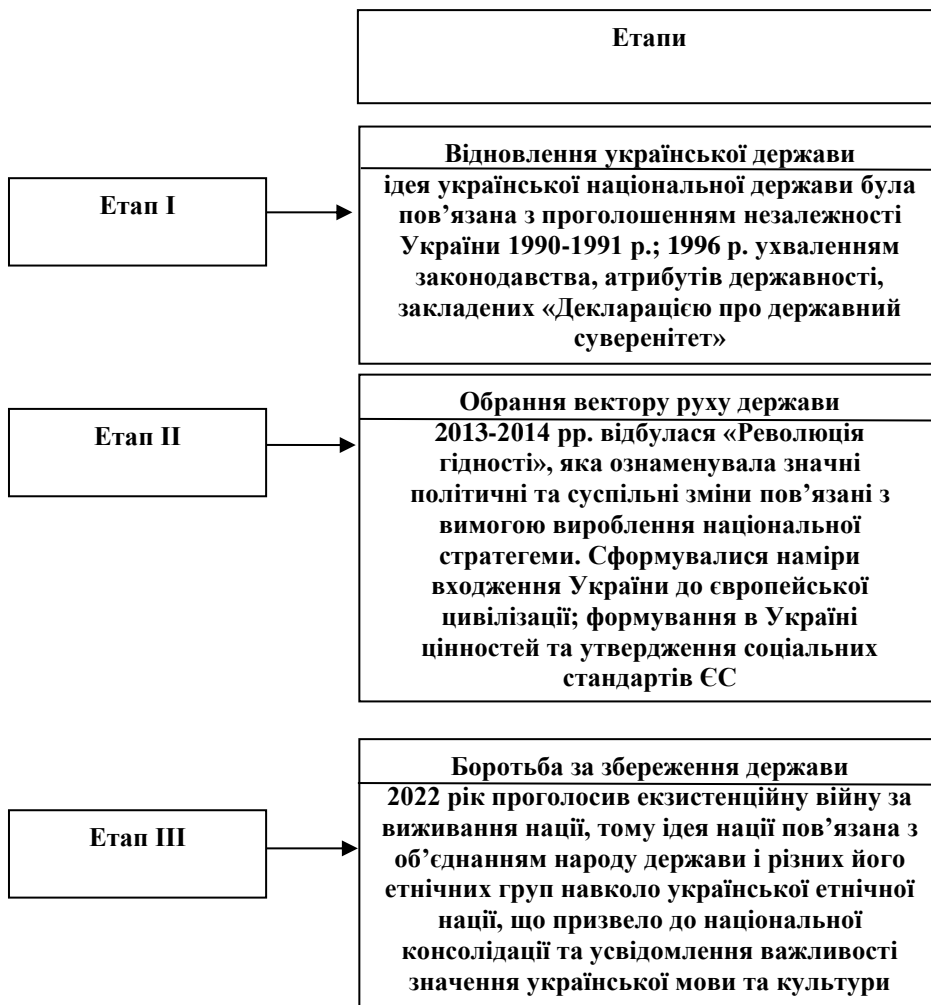 Етапи
Етап І
Відновлення української держави
ідея української національної держави була
пов’язана з проголошенням незалежності
України 1990-1991 р.; 1996 р. ухваленням
законодавства, атрибутів державності,
закладених «Декларацією про державний
суверенітет»
Етап ІІ
Обрання вектору руху держави
2013-2014 рр. відбулася «Революція
гідності», яка ознаменувала значні
політичні та суспільні зміни пов’язані з
вимогою вироблення національної
стратегеми. Сформувалися наміри
входження України до європейської
цивілізації; формування в Україні
цінностей та утвердження соціальних
стандартів ЄС
Етап ІІІ
Боротьба за збереження держави
2022 рік проголосив екзистенційну війну за
виживання нації, тому ідея нації пов’язана з
об’єднанням народу держави і різних його
етнічних груп навколо української етнічної
нації, що призвело до національної
консолідації та усвідомлення важливості
значення української мови та культури